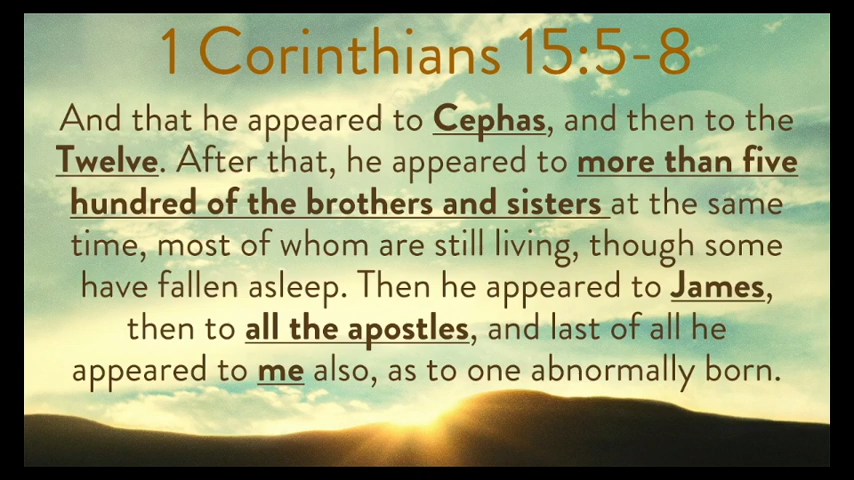 1 Corinthians 15:5-8
And that he appeared to Cephas, and then to the
Twelve. After that, he appeared to more than five
hundred of the brothers and sisters at the same
time, most of whom are still living, though some
have fallen asleep. Then he appeared to James,
then to all the apostles, and last of all he
appeared to me also, as to one abnormally born.